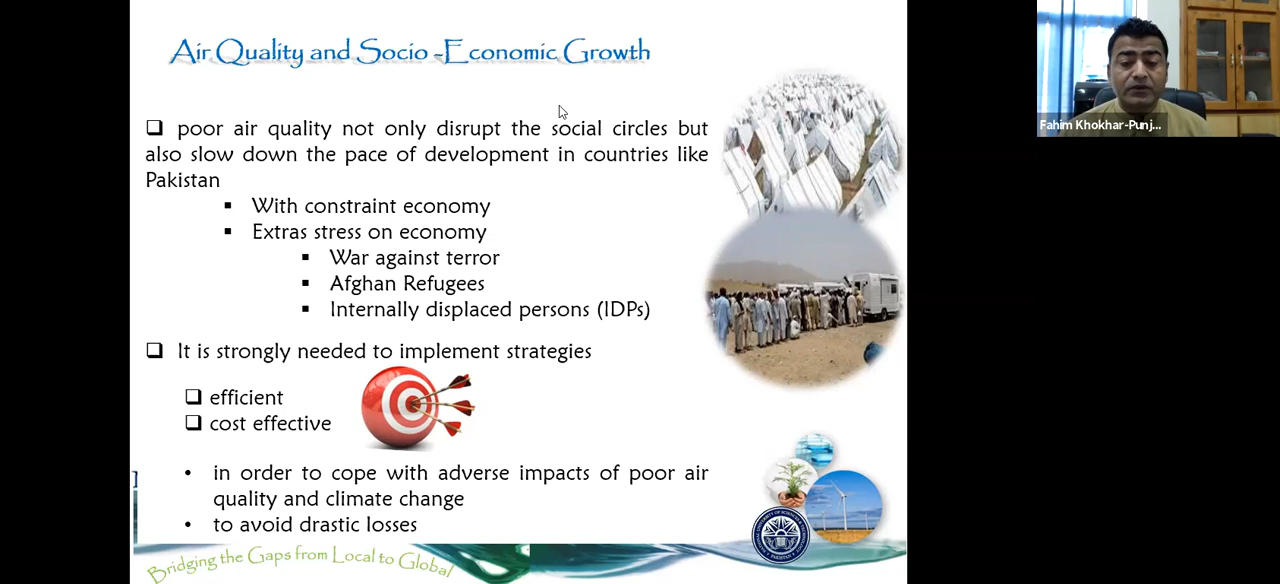 Air Quality and Socio -Economic Growth
poor air quality not only disrupt the social circles but
also slow down the pace of development in countries like
Pakistan
With constraint economy
Extras stress on economy
War against terror
Afghan Refugees
Internally displaced persons (IDPs)
It is strongly needed to implement strategies
efficient
cost effective
in order to cope with adverse impacts of poor air
quality and climate change
to avoid drastic losses
Bridging the Gaps from Local to Global
Fahim Khokhar-Punj...